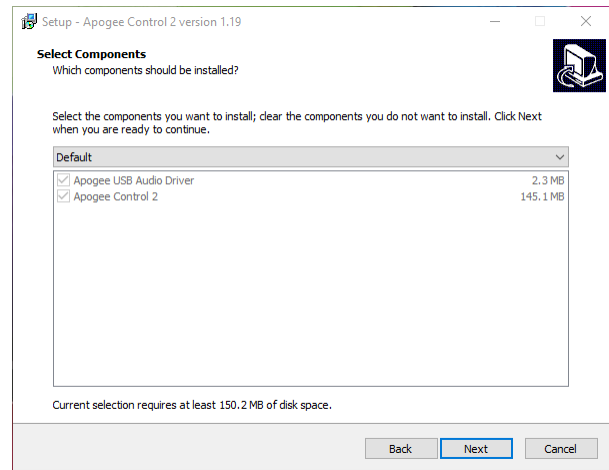 Setup - Apogee Control 2 version 1.19
Select Components
Which components should be installed?
Select the components you want to install; clear the components you do not want to install. Click Next
when you are ready to continue.
Default
Apogee USB Audio Driver 2.3 MB
Apogee Control 2 145.1 MB
Current selection requires at least 150.2 MB of disk space.
Back Next Cancel